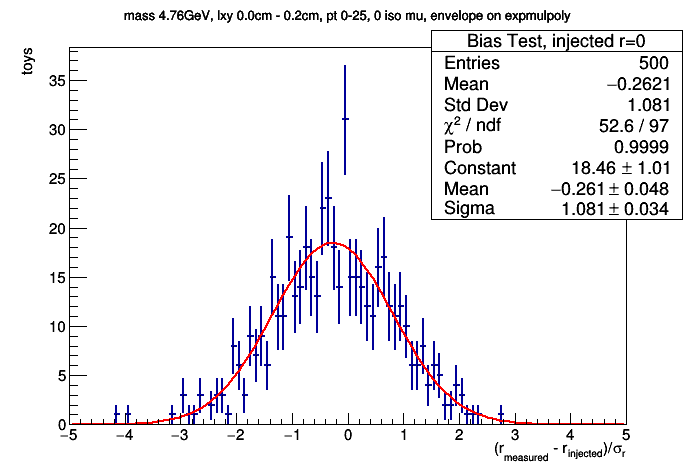 mass 4.76GeV, lxy 0.0cm - 0.2cm, pt 0-25, 0 iso mu, envelope on expmulpoly
toys
Bias Test, injected r=0
Entries 500
Mean −0.2621
Std Dev 1.081
χ² / ndf 52.6 / 97
Prob 0.9999
Constant 18.46 ± 1.01
Mean −0.261 ± 0.048
Sigma 1.081 ± 0.034
35
30
25
20
15
10
5
0
−5 −4 −3 −2 −1 0 1 2 3 4 5
(r_measured - r_injected)/σ_r